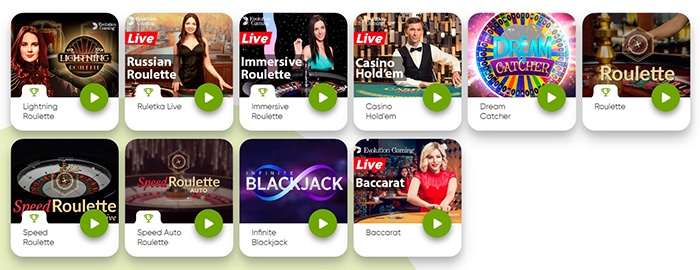 Evolution Gaming
LIGHTNING
ROULETTE
Lightning
Roulette
Evolution Gaming
Live
Russian
Roulette
Ruletka Live
Evolution Gaming
Live
Immersive
Roulette
Immersive
Roulette
Evolution Gaming
Live
Casino
Hold'em
Casino
Hold'em
DREAM
CATCHER
Dream
Catcher
Roulette
Roulette
Speed Roulette
Live
Speed
Roulette
Speed Roulette
AUTO
Speed Auto
Roulette
INFINITE
BLACKJACK
Infinite
Blackjack
Evolution Gaming
Live
Baccarat
Baccarat